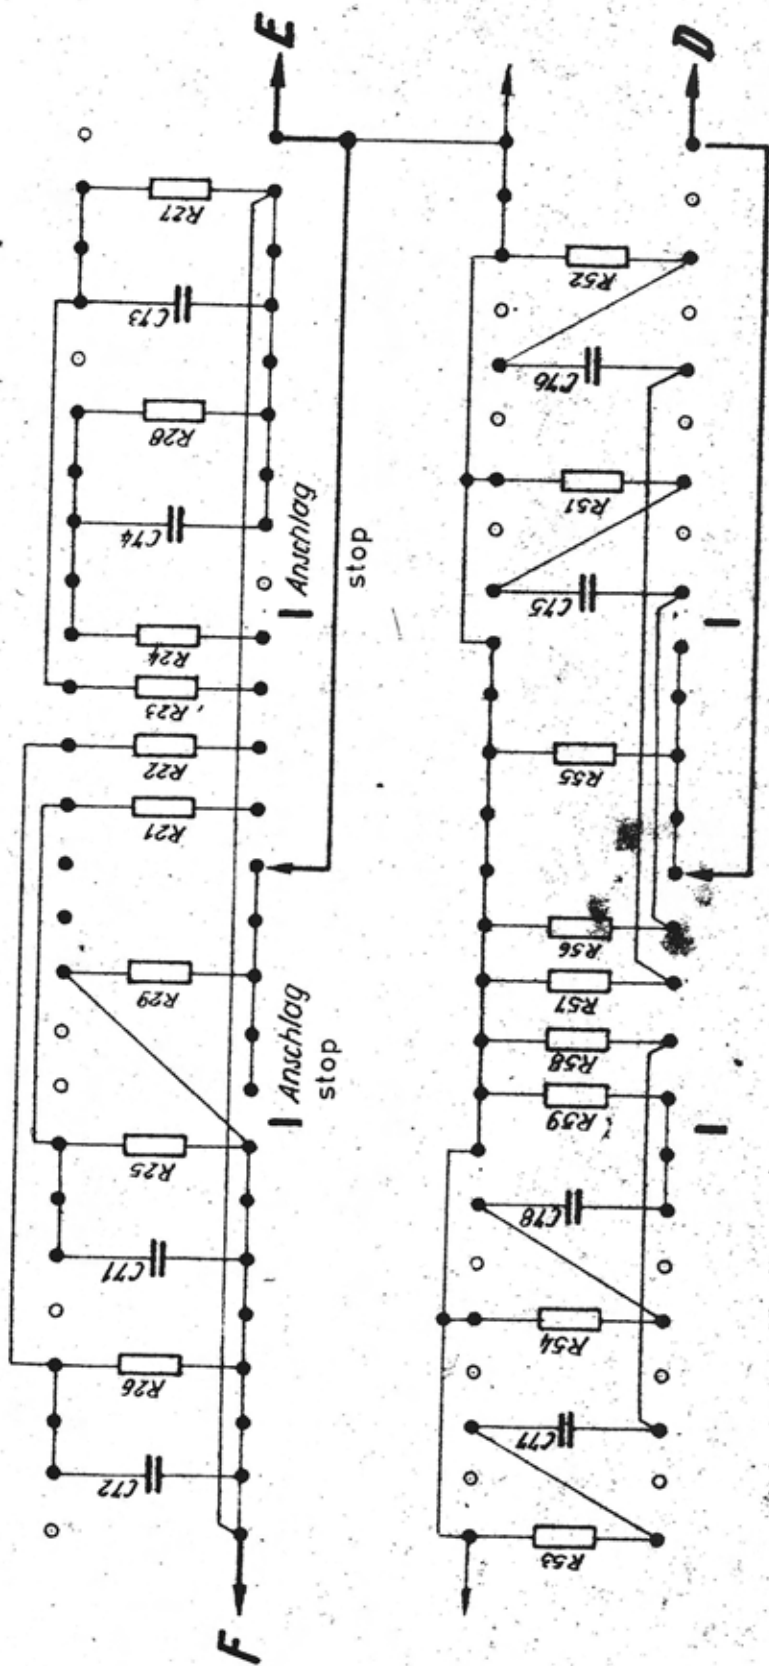 E
R27
C73
R28
C74
Anschlag
stop
R24
R23
R22
R21
R29
Anschlag
stop
R25
C71
R26
C72
F
D
R52
C76
R51
C75
R55
R56
R57
R58
R59
C78
R54
C77
R53